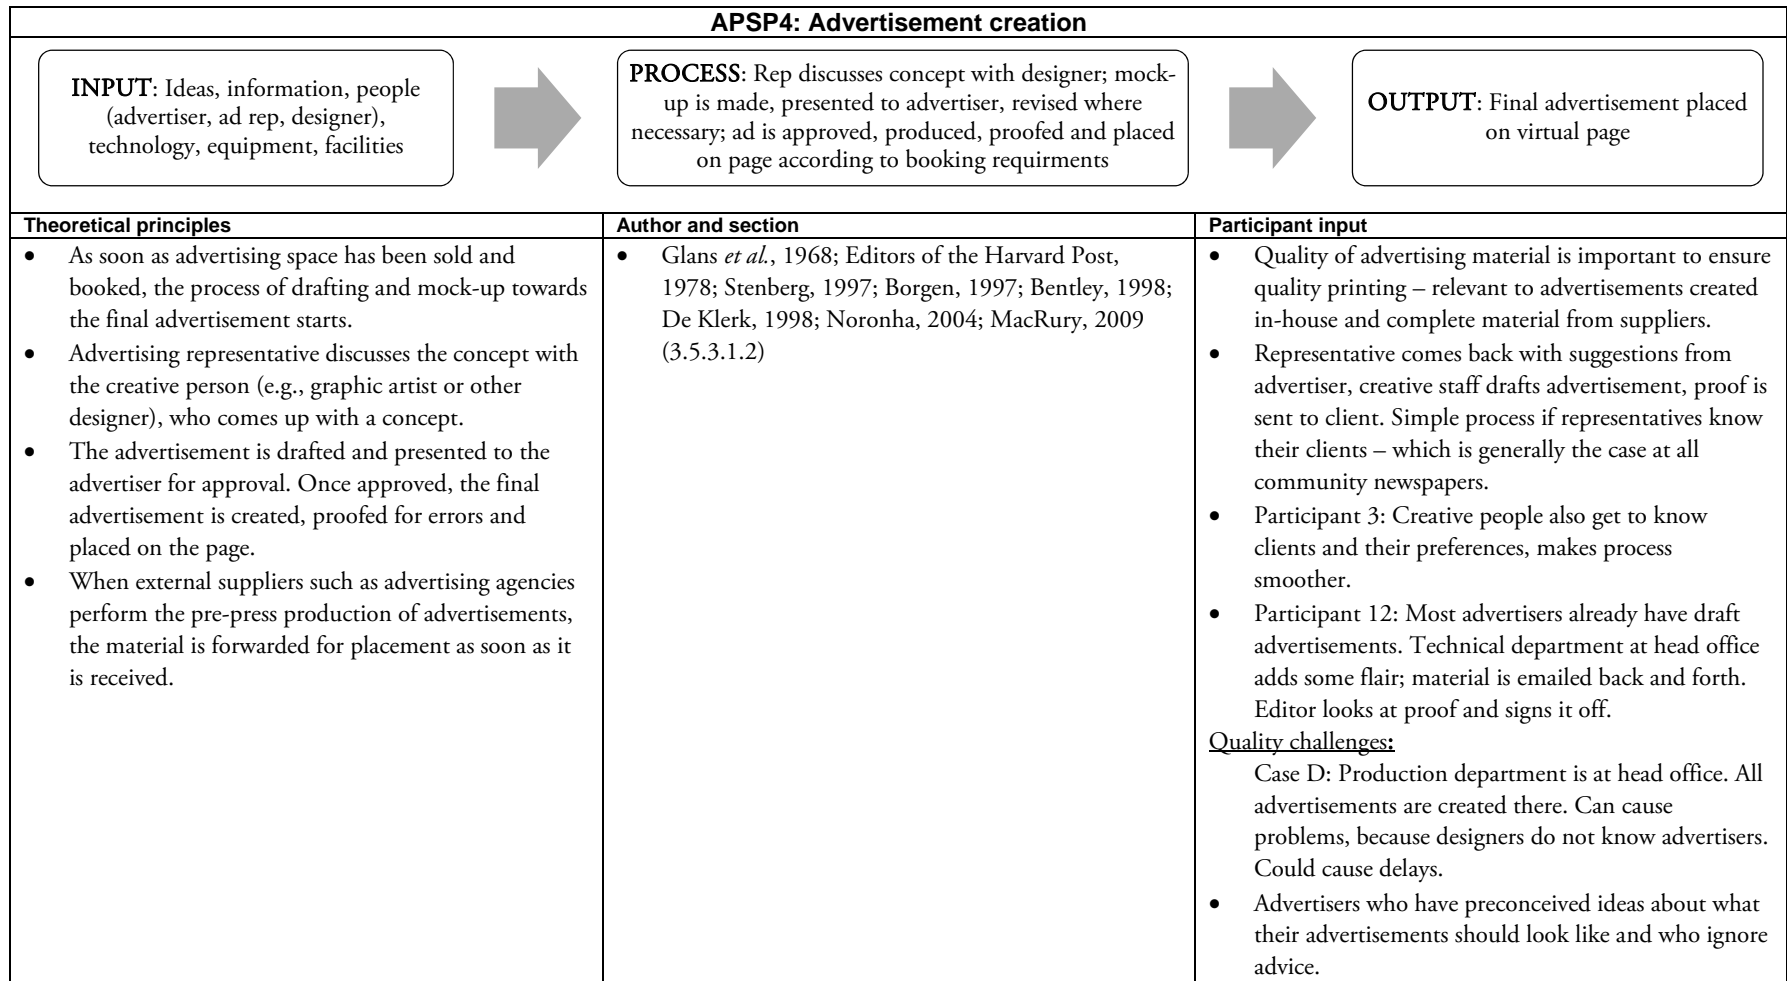 APSP4: Advertisement creation
INPUT: Ideas, information, people
(advertiser, ad rep, designer),
technology, equipment, facilities
PROCESS: Rep discusses concept with designer; mock-
up is made, presented to advertiser, revised where
necessary; ad is approved, produced, proofed and placed
on page according to booking requirments
OUTPUT: Final advertisement placed
on virtual page
Theoretical principles
• As soon as advertising space has been sold and
booked, the process of drafting and mock-up towards
the final advertisement starts.
• Advertising representative discusses the concept with
the creative person (e.g., graphic artist or other
designer), who comes up with a concept.
• The advertisement is drafted and presented to the
advertiser for approval. Once approved, the final
advertisement is created, proofed for errors and
placed on the page.
• When external suppliers such as advertising agencies
perform the pre-press production of advertisements,
the material is forwarded for placement as soon as it
is received.
Author and section
• Glans et al., 1968; Editors of the Harvard Post,
1978; Stenberg, 1997; Borgen, 1997; Bentley, 1998;
De Klerk, 1998; Noronha, 2004; MacRury, 2009
(3.5.3.1.2)
Participant input
• Quality of advertising material is important to ensure
quality printing – relevant to advertisements created
in-house and complete material from suppliers.
• Representative comes back with suggestions from
advertiser, creative staff drafts advertisement, proof is
sent to client. Simple process if representatives know
their clients – which is generally the case at all
community newspapers.
• Participant 3: Creative people also get to know
clients and their preferences, makes process
smoother.
• Participant 12: Most advertisers already have draft
advertisements. Technical department at head office
adds some flair; material is emailed back and forth.
Editor looks at proof and signs it off.
Quality challenges:
Case D: Production department is at head office. All
advertisements are created there. Can cause
problems, because designers do not know advertisers.
Could cause delays.
• Advertisers who have preconceived ideas about what
their advertisements should look like and who ignore
advice.